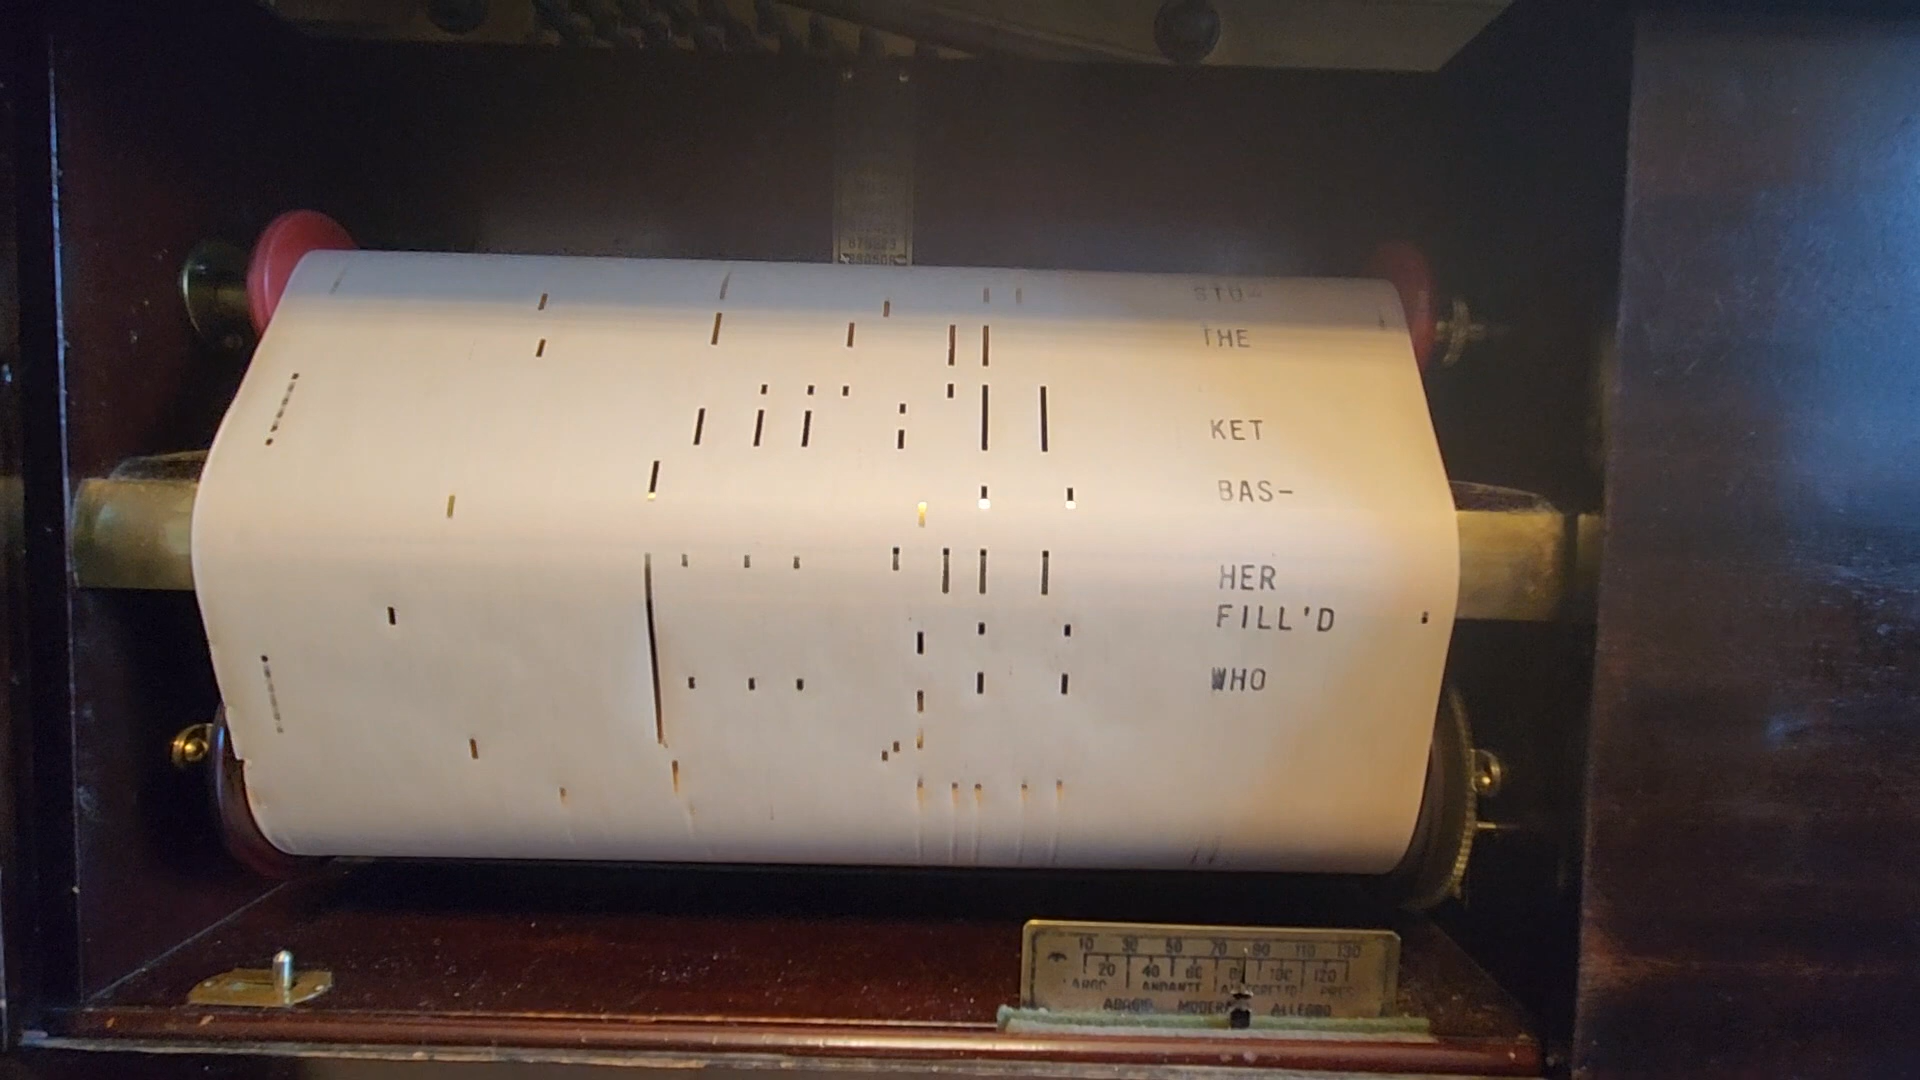 STU-
THE
KET
BAS-
HER
FILL'D
WHO
10 30 50 70 90 110 130
20 40 60 80 100 120
ANDANTE
ALLEGRO